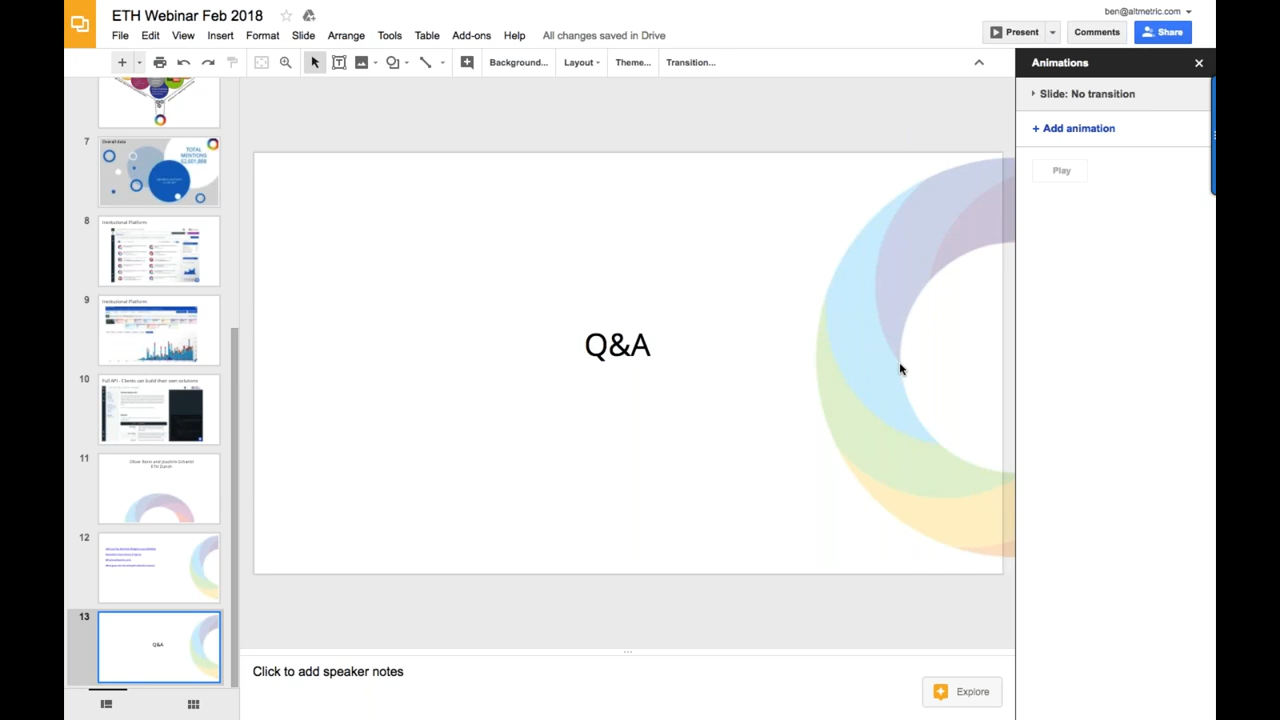 ETH Webinar Feb 2018
ben@altmetric.com
File Edit View Insert Format Slide Arrange Tools Table Add-ons Help All changes saved in Drive
Present Comments Share
Background... Layout Theme... Transition...
Animations
Slide: No transition
+ Add animation
Play
7
Overall data
TOTAL
MENTIONS
8
Institutional Platform
9
Institutional Platform
10
Full API - Clients can build their own solutions
11
ETH Zurich
12
13
Q&A
Q&A
Click to add speaker notes
Explore